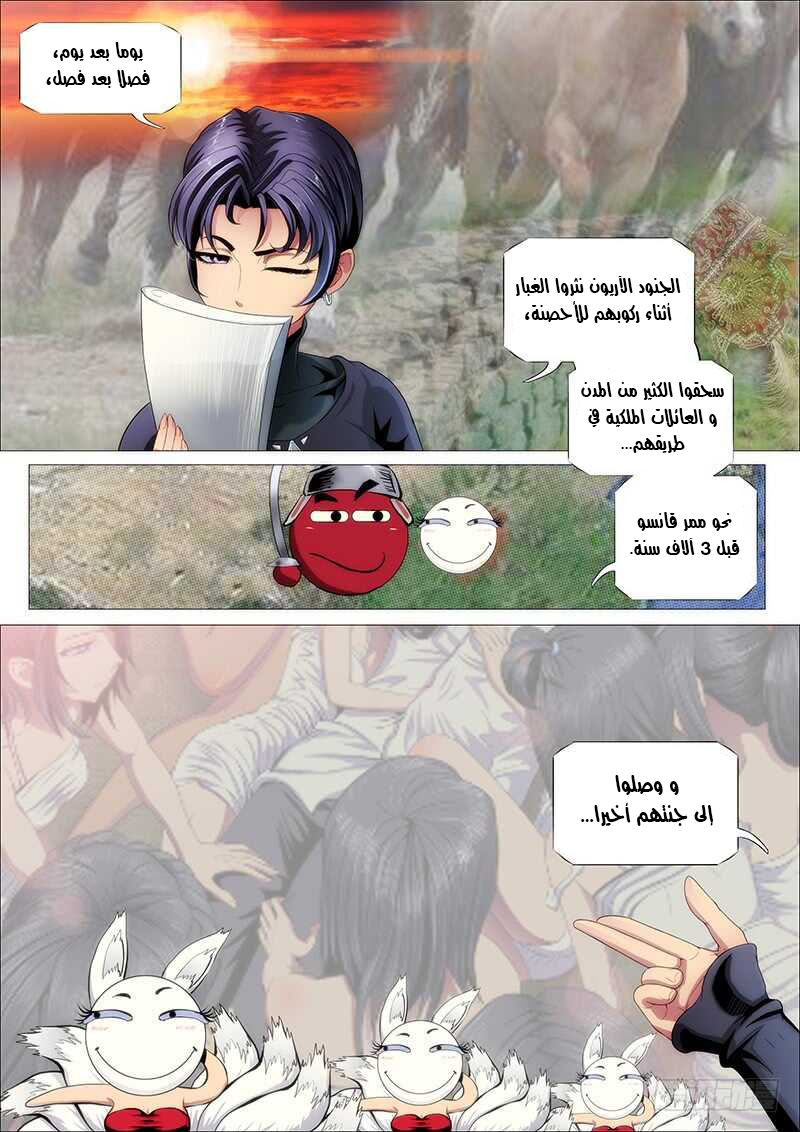 يوما بعد يوم،
فصلا بعد فصل،
الجنود الآريون نثروا الغبار
أثناء ركوبهم للأحصنة،
سحقوا الكثير من المدن
و العائلات الملكية في
طريقهم...
نحو ممر قانسو
قبل 3 آلاف سنة.
و وصلوا
إلى جنتهم أخيرا...